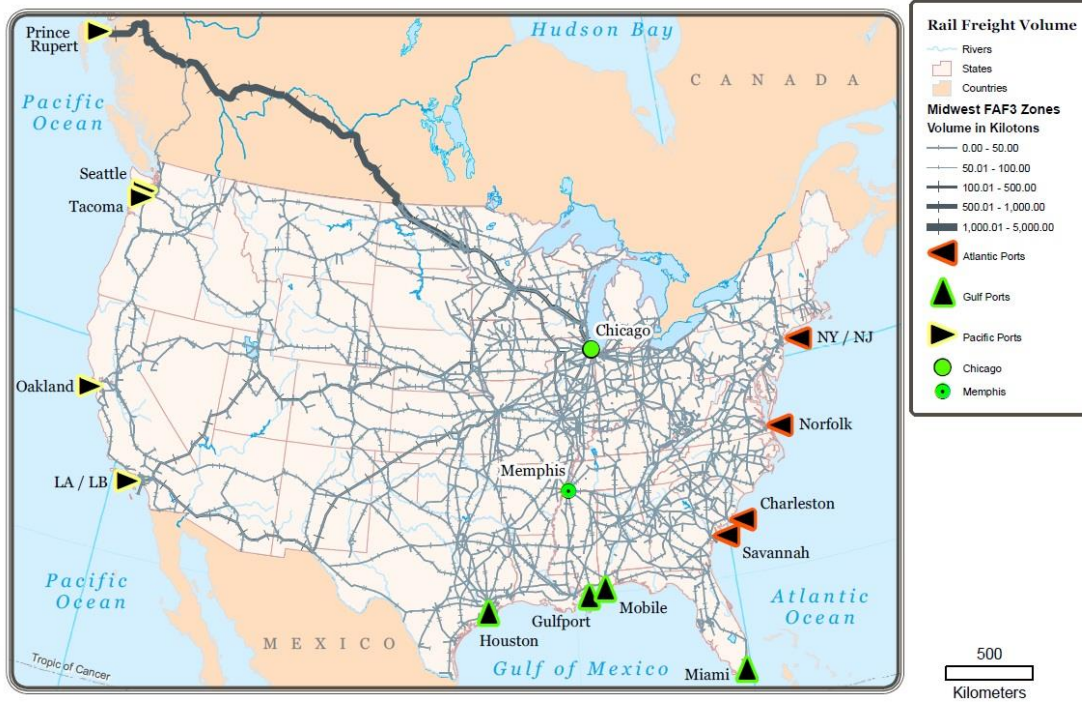 Prince
Rupert
Hudson Bay
CANADA
Pacific
Ocean
Seattle
Tacoma
Chicago
NY / NJ
Oakland
Norfolk
Memphis
LA / LB
Charleston
Savannah
Pacific
Ocean
Atlantic
Ocean
Mobile
Gulfport
Houston
MEXICO
Gulf of Mexico
Miami
Tropic of Cancer
Rail Freight Volume
Rivers
States
Countries
Midwest FAF3 Zones
Volume in Kilotons
0.00 - 50.00
50.01 - 100.00
100.01 - 500.00
500.01 - 1,000.00
1,000.01 - 5,000.00
Atlantic Ports
Gulf Ports
Pacific Ports
Chicago
Memphis
500
Kilometers